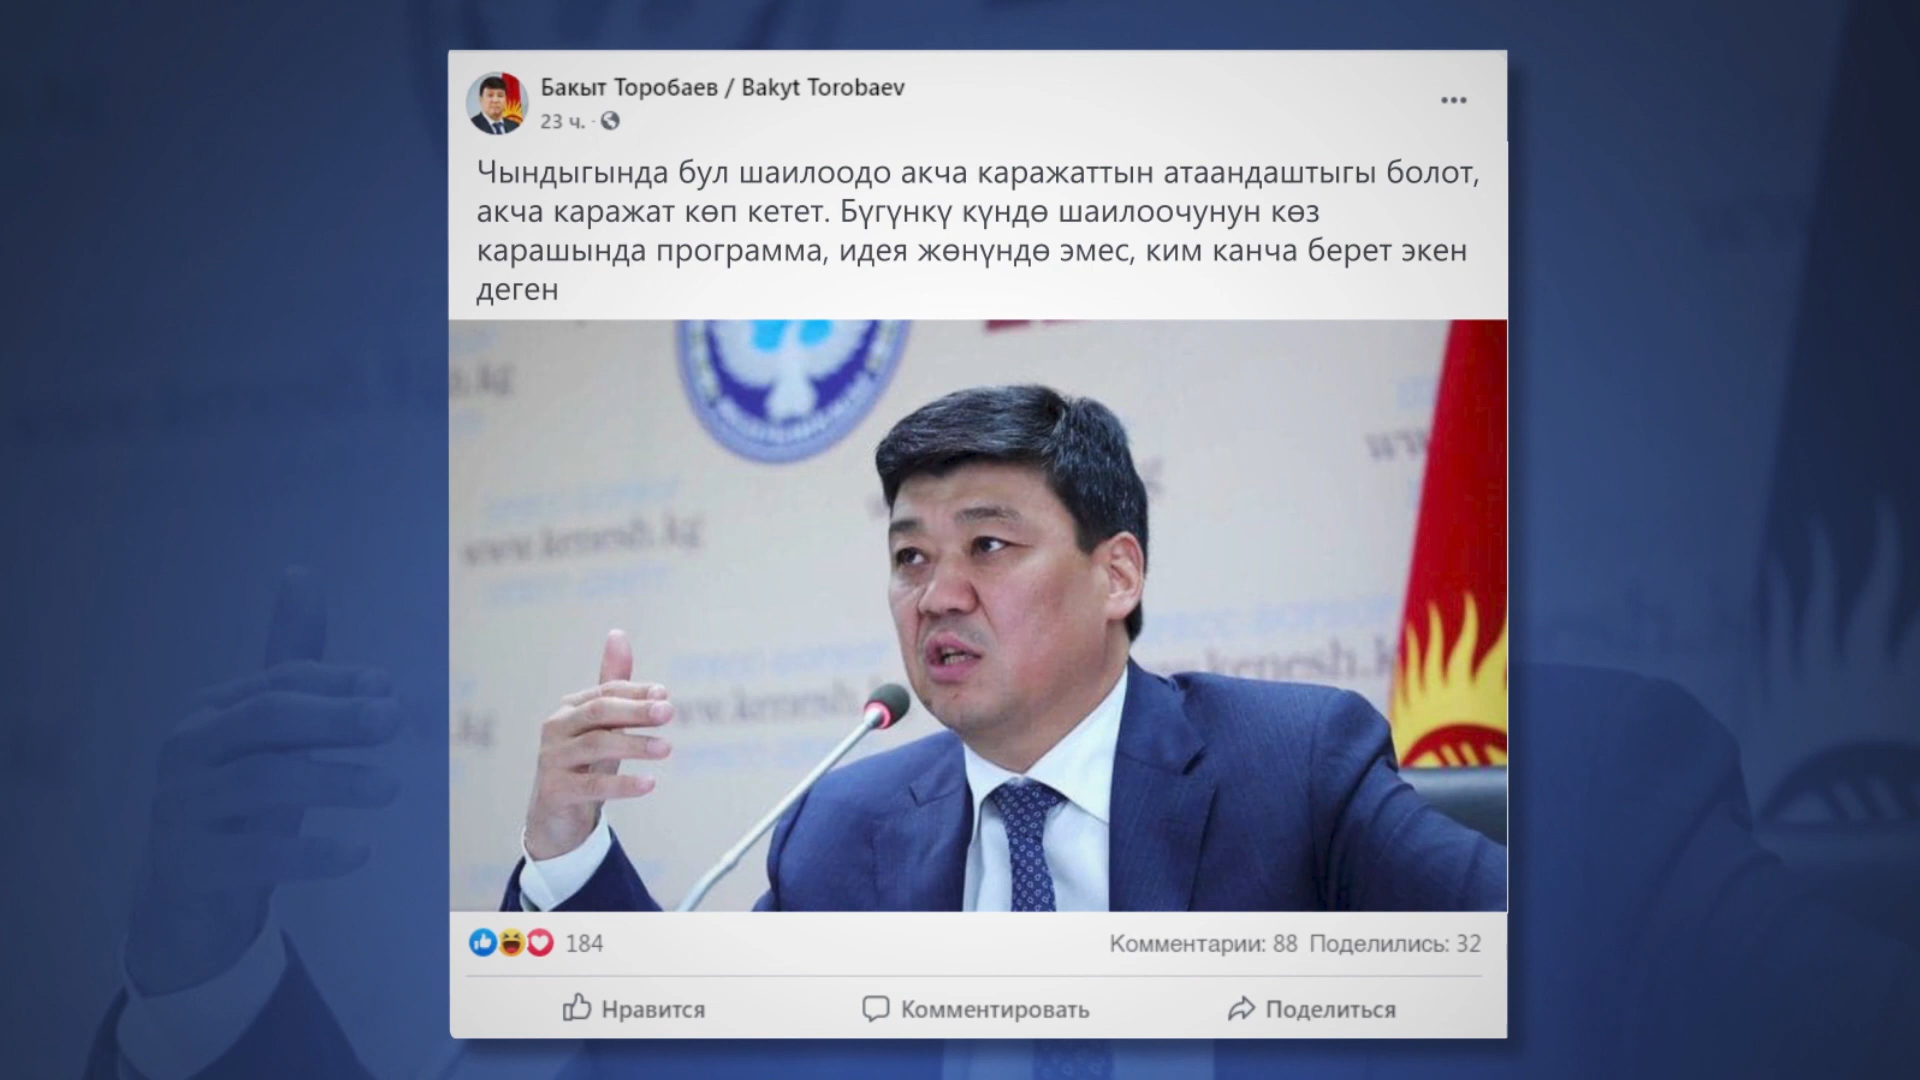 Бакыт Торобаев / Bakyt Torobaev
23 ч. ·
Чындыгында бул шаилоодо акча каражаттын атаандаштыгы болот,
акча каражат көп кетет. Бүгүнкү күндө шаилоочунун көз
карашында программа, идея жөнүндө эмес, ким канча берет экен
деген
www.kenesh.kg
184
Комментарии: 88 Поделились: 32
Нравится
Комментировать
Поделиться